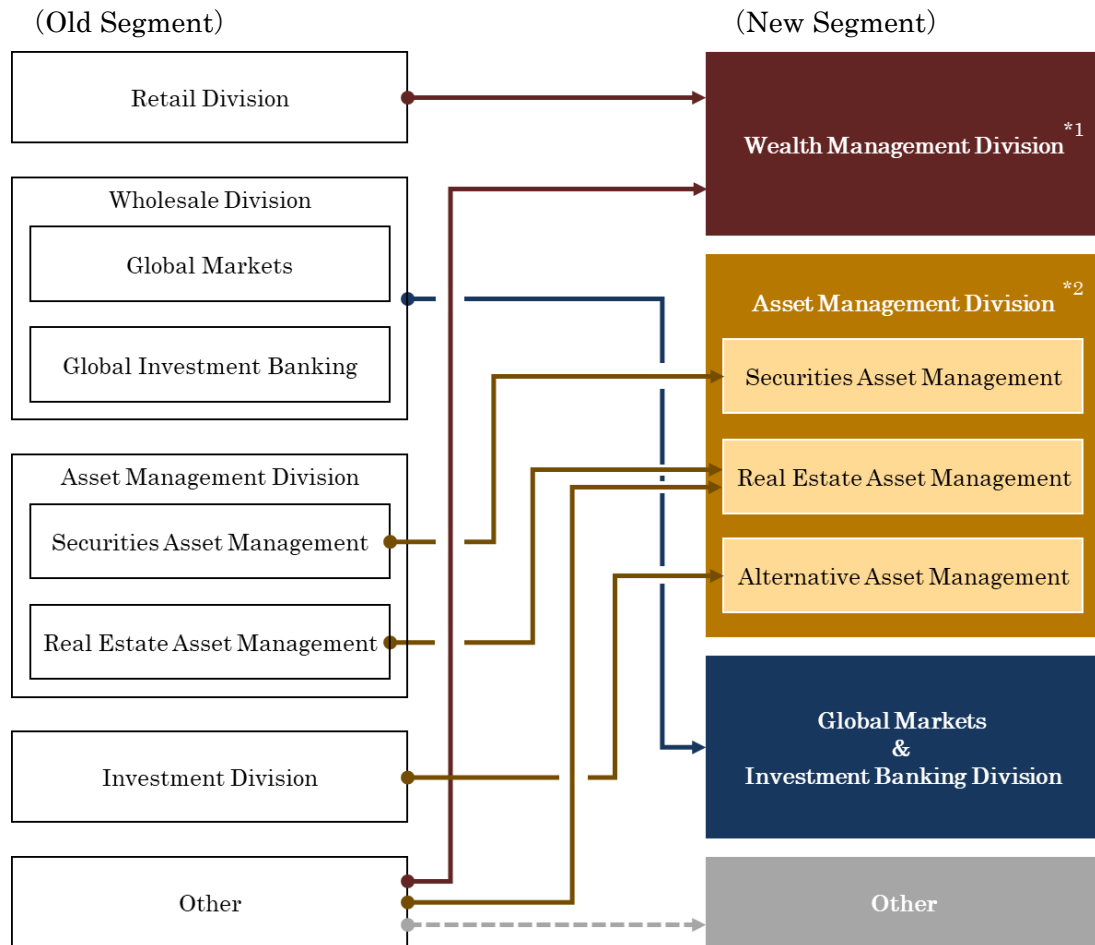 (Old Segment)
Retail Division
Wholesale Division
Global Markets
Global Investment Banking
Asset Management Division
Securities Asset Management
Real Estate Asset Management
Investment Division
Other
(New Segment)
Wealth Management Division *1
Asset Management Division *2
Securities Asset Management
Real Estate Asset Management
Alternative Asset Management
Global Markets
&
Investment Banking Division
Other